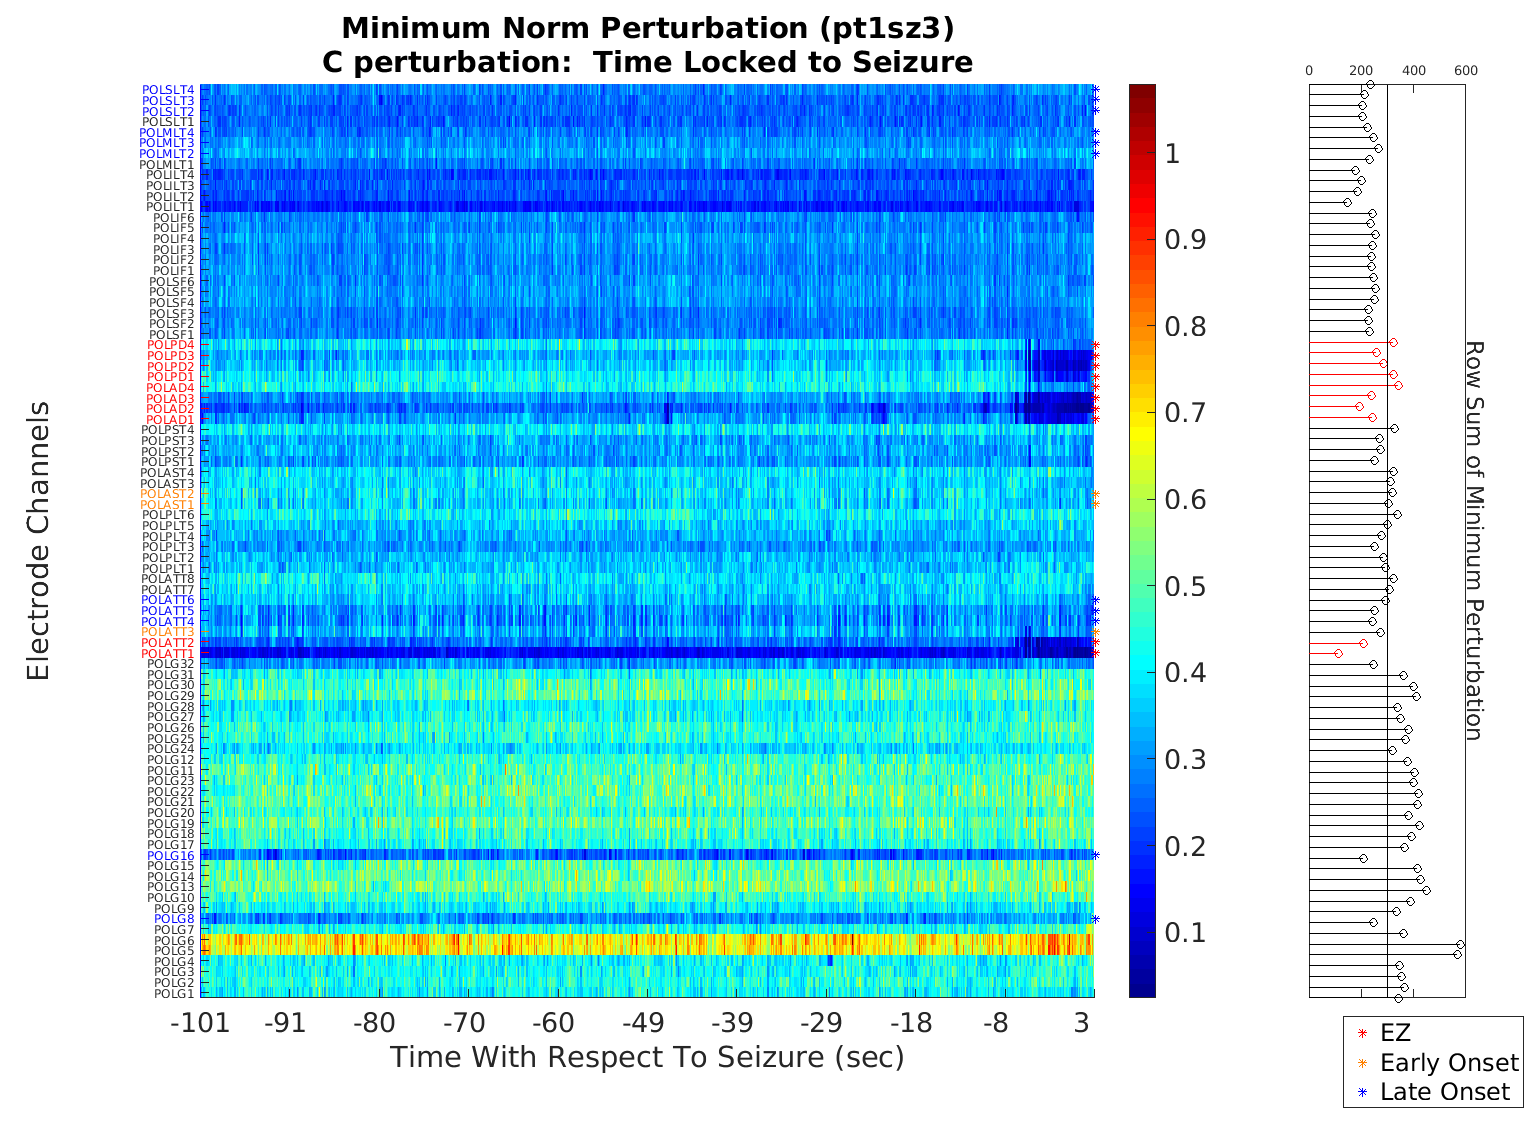 Minimum Norm Perturbation (pt1sz3)
C perturbation: Time Locked to Seizure
Electrode Channels
POLSLT4
POLSLT3
POLSLT2
POLSLT1
POLMLT4
POLMLT3
POLMLT2
POLMLT1
POLILT4
POLILT3
POLILT2
POLILT1
POLIF6
POLIF5
POLIF4
POLIF3
POLIF2
POLIF1
POLSF6
POLSF5
POLSF4
POLSF3
POLSF2
POLSF1
POLPD4
POLPD3
POLPD2
POLPD1
POLAD4
POLAD3
POLAD2
POLAD1
POLPST4
POLPST3
POLPST2
POLPST1
POLAST4
POLAST3
POLAST2
POLAST1
POLPLT6
POLPLT5
POLPLT4
POLPLT3
POLPLT2
POLPLT1
POLATT8
POLATT7
POLATT6
POLATT5
POLATT4
POLATT3
POLATT2
POLATT1
POLG32
POLG31
POLG30
POLG29
POLG28
POLG27
POLG26
POLG25
POLG24
POLG12
POLG11
POLG23
POLG22
POLG21
POLG20
POLG19
POLG18
POLG17
POLG16
POLG15
POLG14
POLG13
POLG10
POLG9
POLG8
POLG7
POLG6
POLG5
POLG4
POLG3
POLG2
POLG1
-101 -91 -80 -70 -60 -49 -39 -29 -18 -8 3
Time With Respect To Seizure (sec)
1
0.9
0.8
0.7
0.6
0.5
0.4
0.3
0.2
0.1
0 200 400 600
Row Sum of Minimum Perturbation
EZ
Early Onset
Late Onset